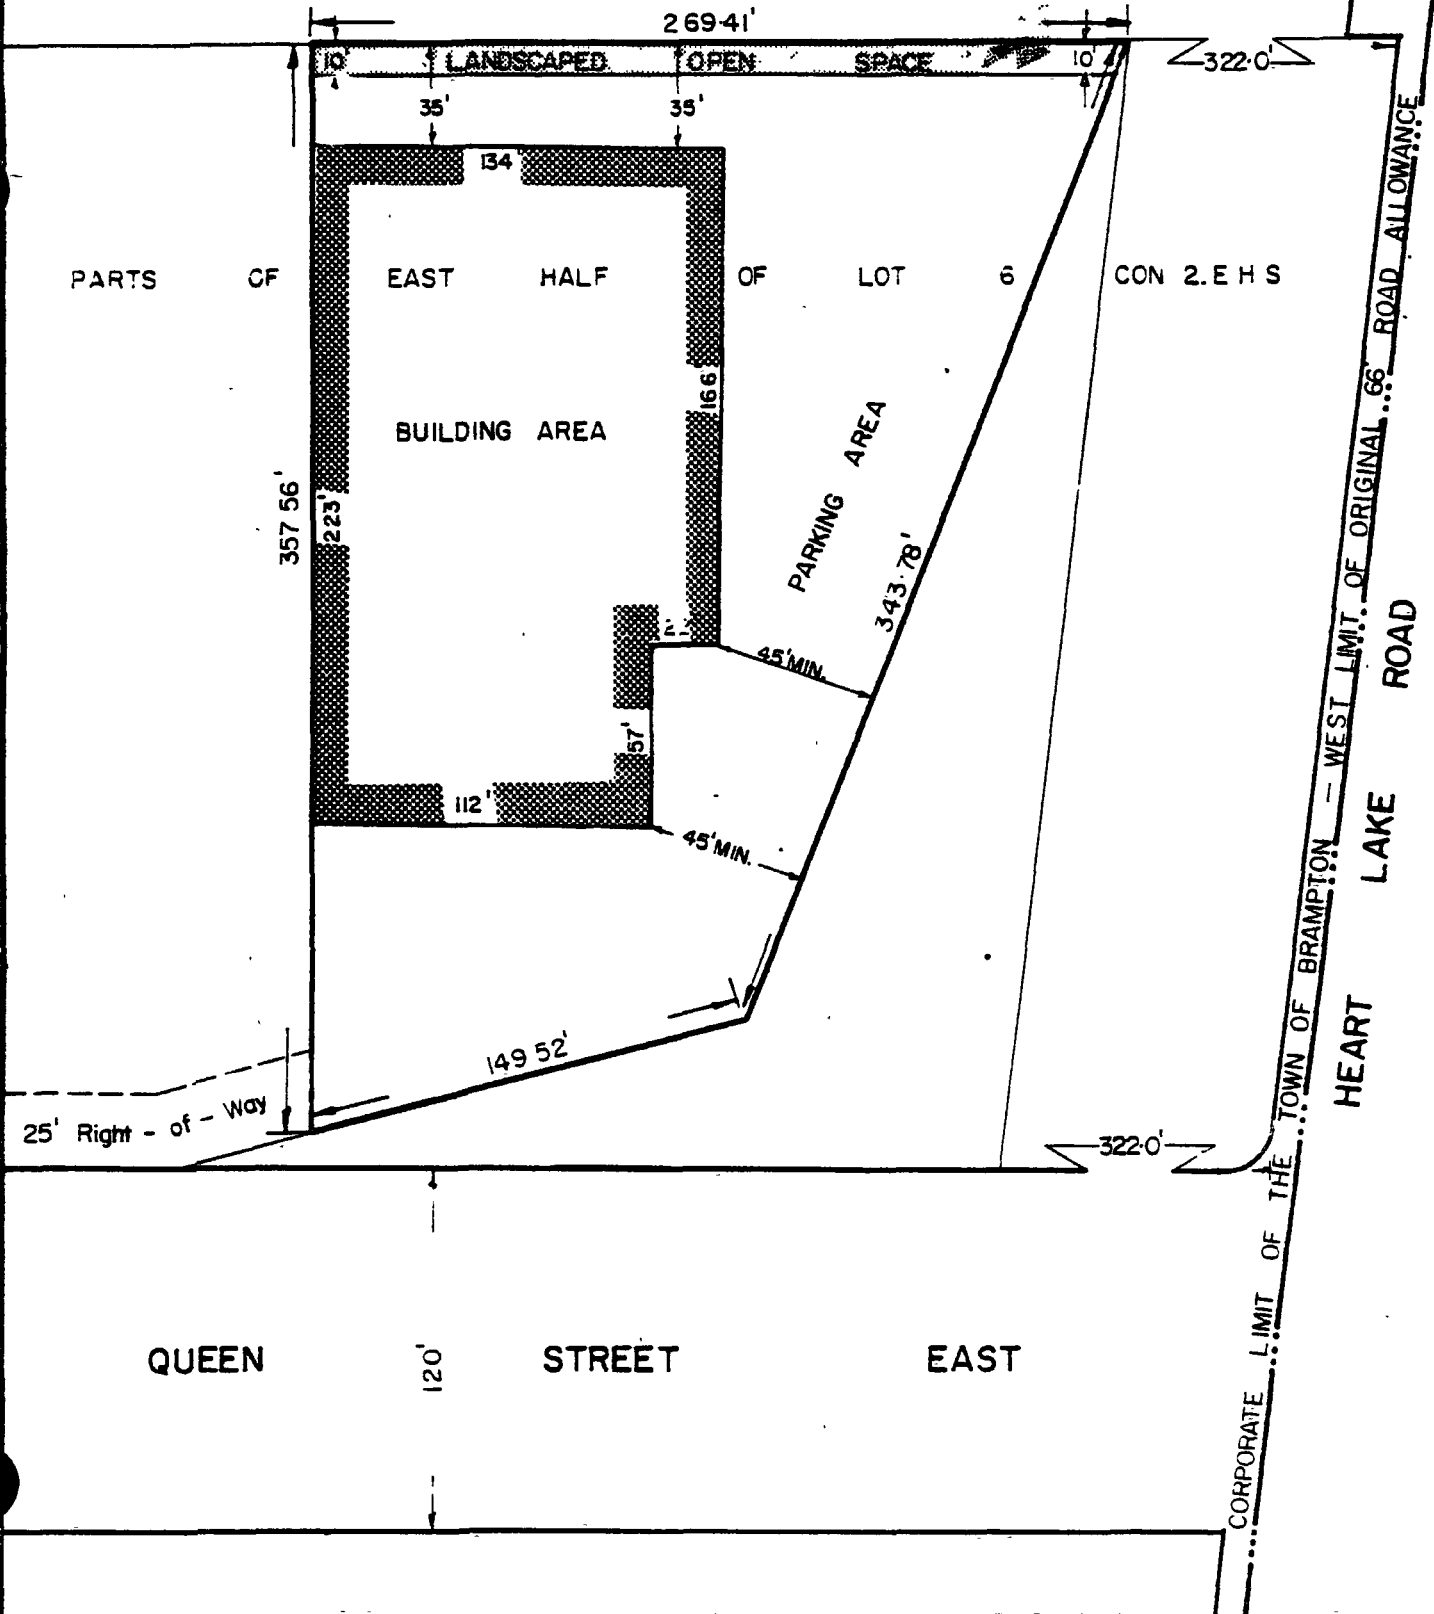 269·41'
10' LANDSCAPED OPEN SPACE 10'
322·0'
35' 35'
134'
PARTS OF EAST HALF OF LOT 6 CON 2. E H S
166'
BUILDING AREA
PARKING AREA
357 56'
223'
343·78'
45' MIN.
57'
112'
45' MIN.
149 52'
25' Right - of - Way
322·0'
QUEEN STREET EAST
120'
HEART LAKE ROAD
CORPORATE LIMIT OF THE TOWN OF BRAMPTON — WEST LIMIT OF ORIGINAL 66' ROAD ALLOWANCE